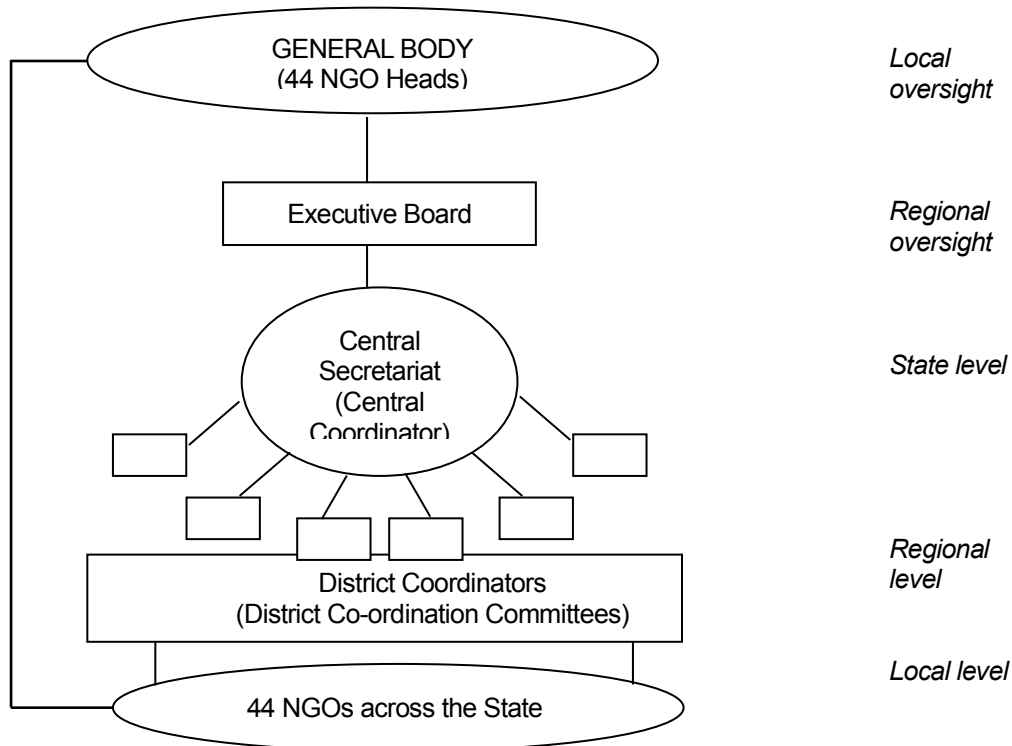 GENERAL BODY
(44 NGO Heads)
Local
oversight
Executive Board
Regional
oversight
Central
Secretariat
(Central
Coordinator)
State level
District Coordinators
(District Co-ordination Committees)
Regional
level
44 NGOs across the State
Local level